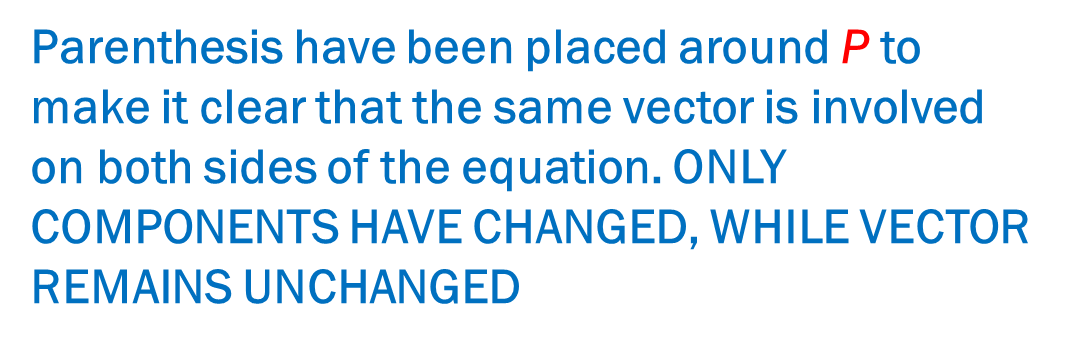 Parenthesis have been placed around P to
make it clear that the same vector is involved
on both sides of the equation. ONLY
COMPONENTS HAVE CHANGED, WHILE VECTOR
REMAINS UNCHANGED